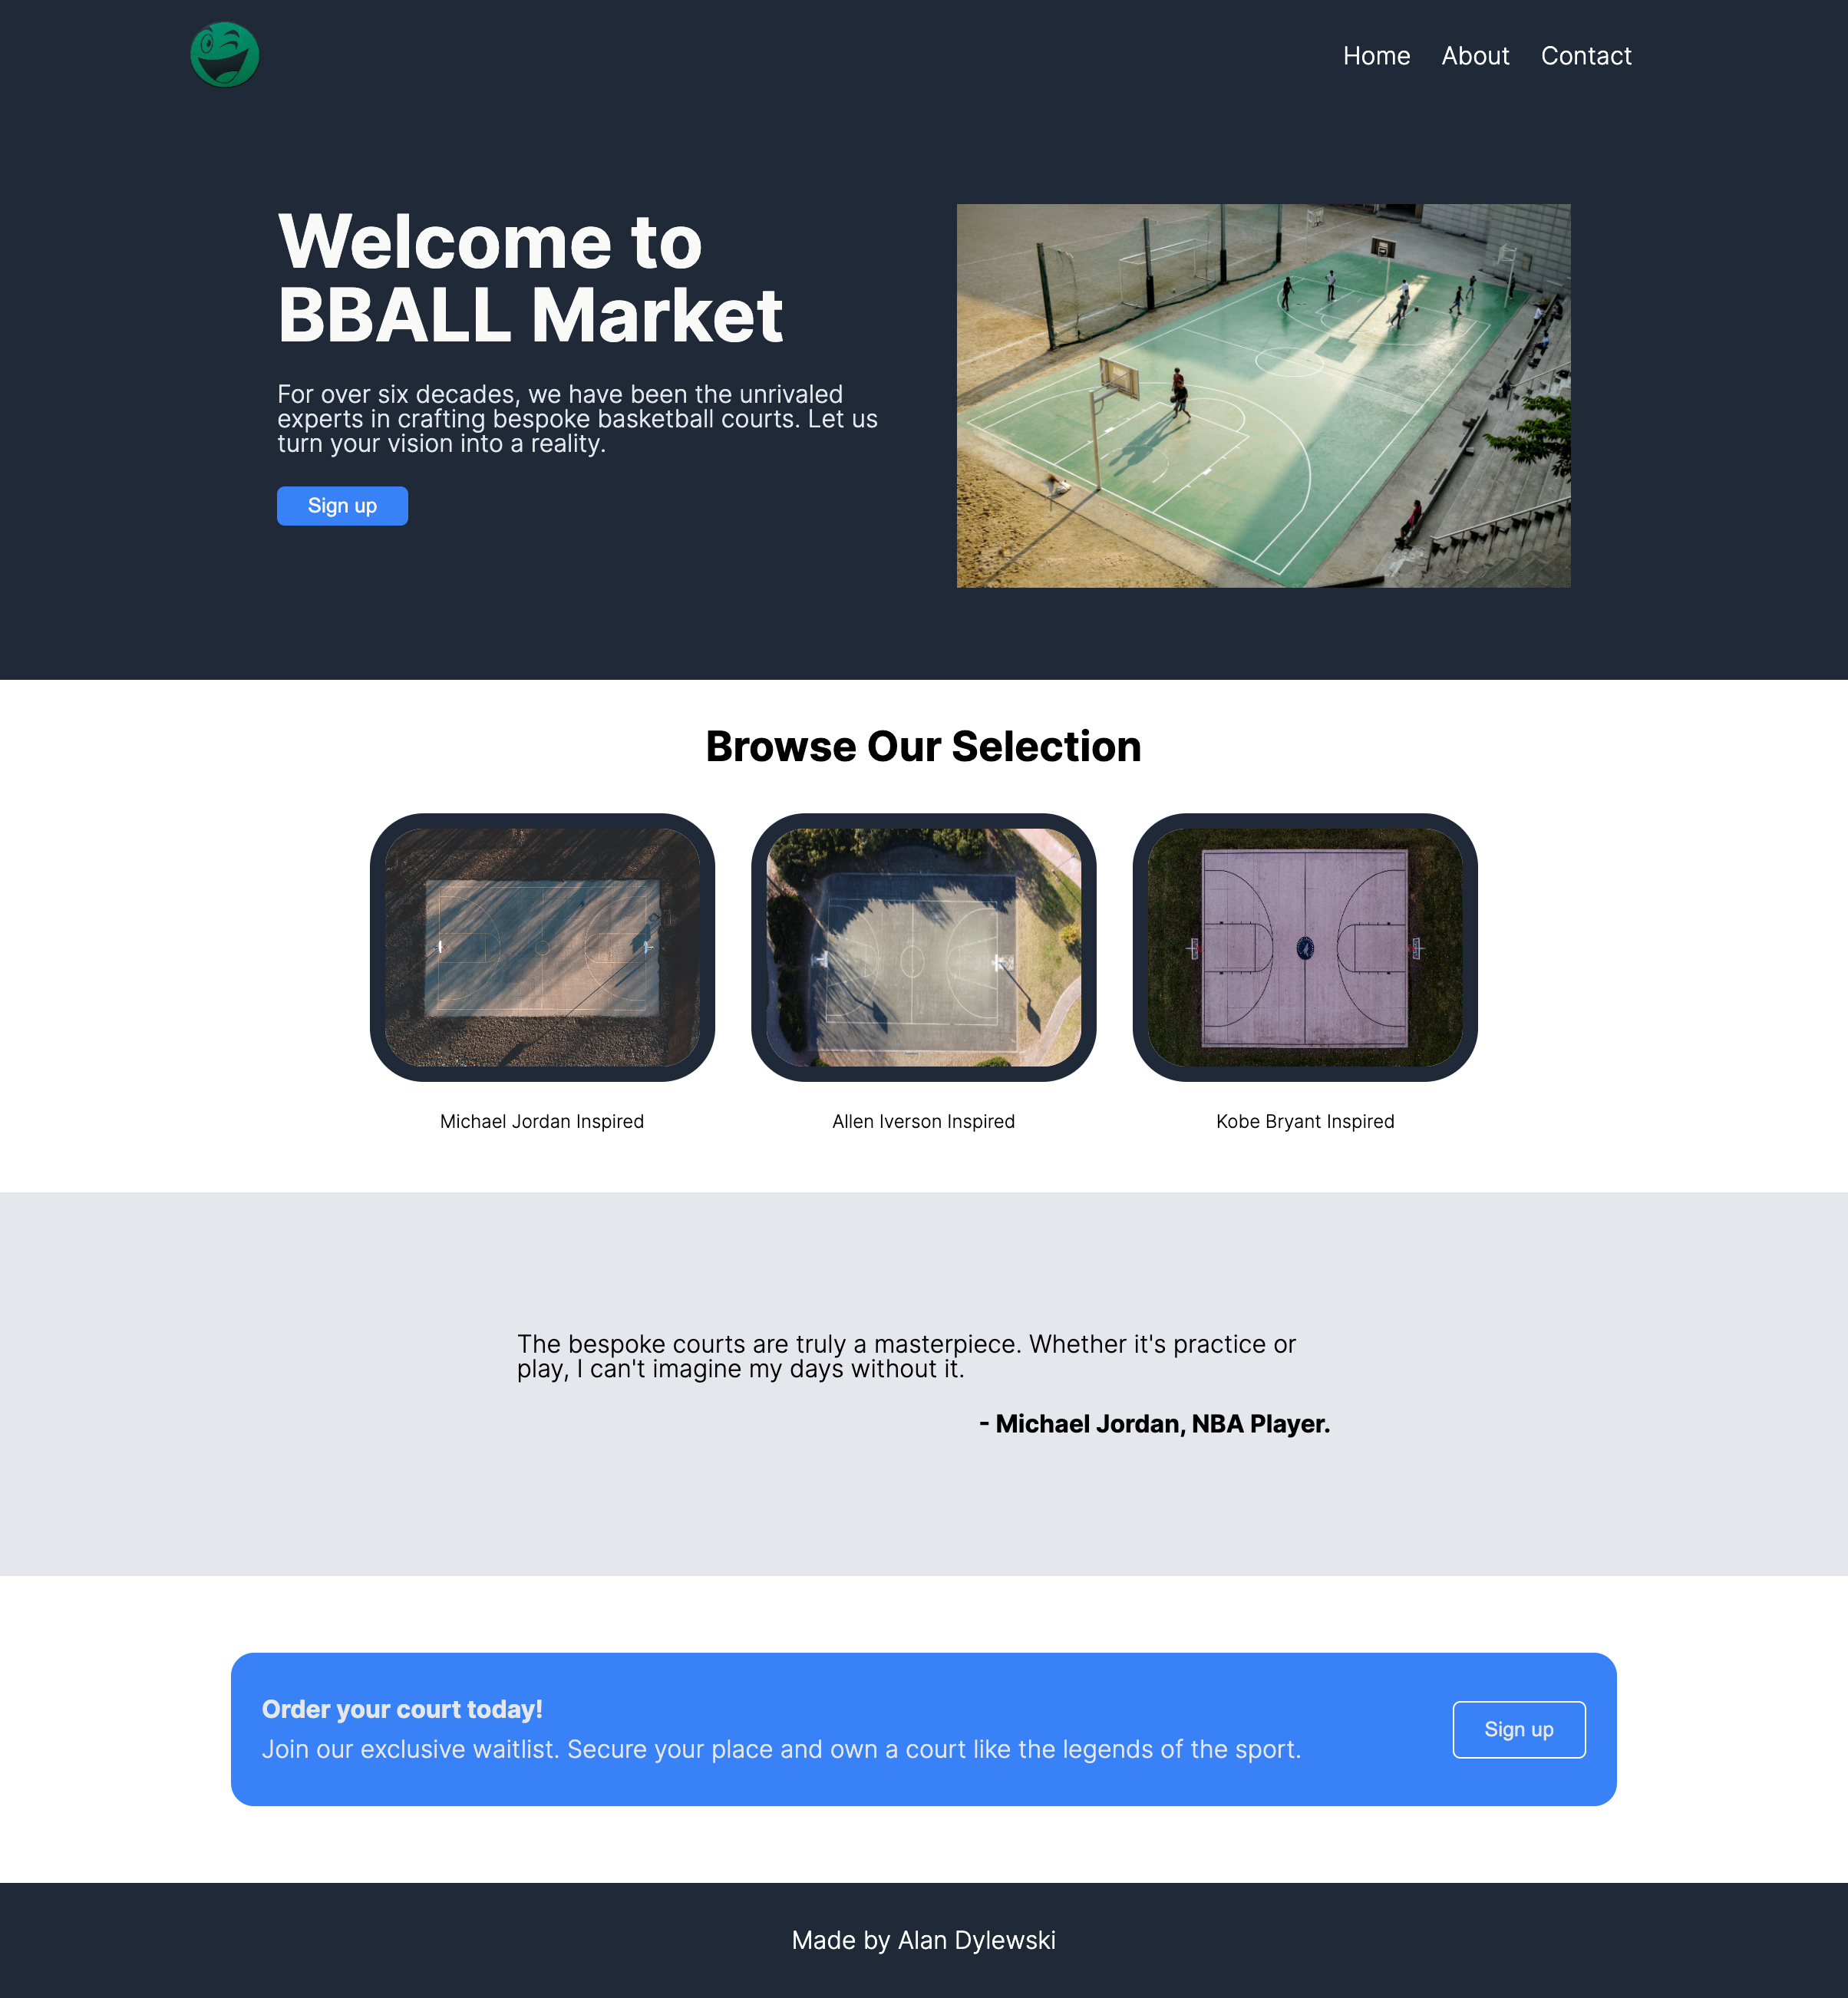 Home About Contact
Welcome to
BBALL Market
For over six decades, we have been the unrivaled
experts in crafting bespoke basketball courts. Let us
turn your vision into a reality.
Sign up
Browse Our Selection
Michael Jordan Inspired
Allen Iverson Inspired
Kobe Bryant Inspired
The bespoke courts are truly a masterpiece. Whether it's practice or
play, I can't imagine my days without it.
- Michael Jordan, NBA Player.
Order your court today!
Join our exclusive waitlist. Secure your place and own a court like the legends of the sport.
Sign up
Made by Alan Dylewski